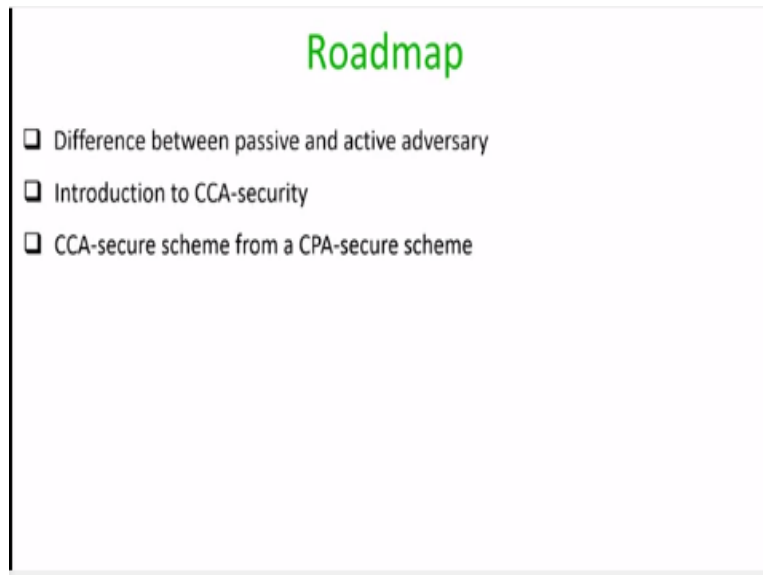 Roadmap
Difference between passive and active adversary
Introduction to CCA-security
CCA-secure scheme from a CPA-secure scheme